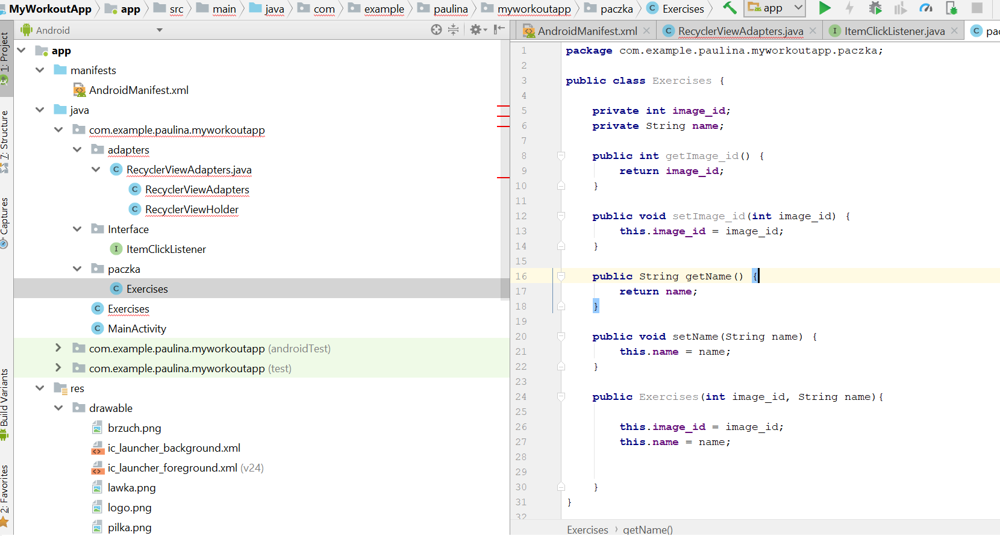 MyWorkoutApp app src main java com example paulina myworkoutapp paczka Exercises app
Android
AndroidManifest.xml RecyclerViewAdapters.java ItemClickListener.java pac
1: Project
7: Structure
Captures
Build Variants
2: Favorites
app
manifests
AndroidManifest.xml
java
com.example.paulina.myworkoutapp
adapters
RecyclerViewAdapters.java
RecyclerViewAdapters
RecyclerViewHolder
Interface
ItemClickListener
paczka
Exercises
Exercises
MainActivity
com.example.paulina.myworkoutapp (androidTest)
com.example.paulina.myworkoutapp (test)
res
drawable
brzuch.png
ic_launcher_background.xml
ic_launcher_foreground.xml (v24)
lawka.png
logo.png
pilka.png
1 package com.example.paulina.myworkoutapp.paczka;
2
3 public class Exercises {
4
5 private int image_id;
6 private String name;
7
8 public int getImage_id() {
9 return image_id;
10 }
11
12 public void setImage_id(int image_id) {
13 this.image_id = image_id;
14 }
15
16 public String getName() {
17 return name;
18 }
19
20 public void setName(String name) {
21 this.name = name;
22 }
23
24 public Exercises(int image_id, String name){
25
26 this.image_id = image_id;
27 this.name = name;
28
29
30 }
31 }
32
Exercises › getName()